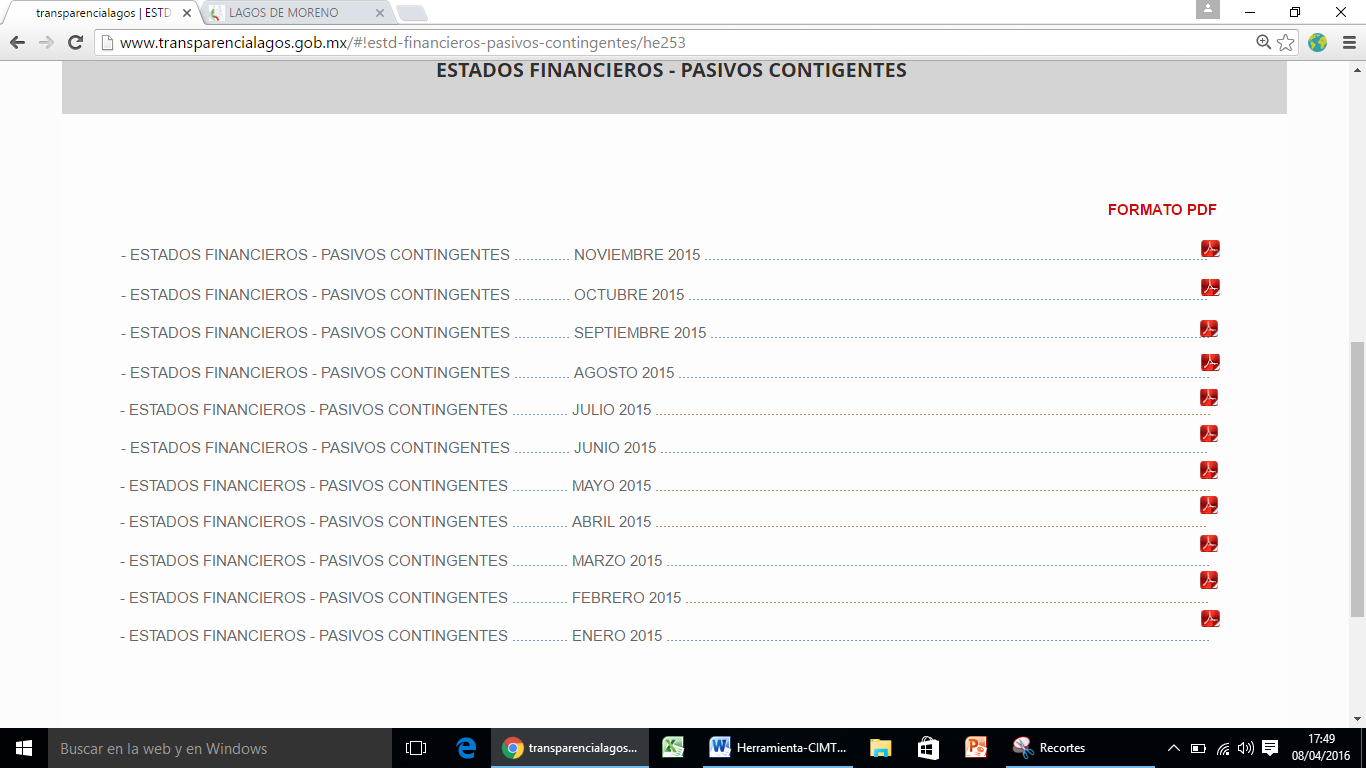 transparencialagos | ESTD
LAGOS DE MORENO
www.transparencialagos.gob.mx/#!estd-financieros-pasivos-contingentes/he253
ESTADOS FINANCIEROS - PASIVOS CONTIGENTES
FORMATO PDF
- ESTADOS FINANCIEROS - PASIVOS CONTINGENTES ............. NOVIEMBRE 2015
- ESTADOS FINANCIEROS - PASIVOS CONTINGENTES ............. OCTUBRE 2015
- ESTADOS FINANCIEROS - PASIVOS CONTINGENTES ............. SEPTIEMBRE 2015
- ESTADOS FINANCIEROS - PASIVOS CONTINGENTES ............. AGOSTO 2015
- ESTADOS FINANCIEROS - PASIVOS CONTINGENTES ............. JULIO 2015
- ESTADOS FINANCIEROS - PASIVOS CONTINGENTES ............. JUNIO 2015
- ESTADOS FINANCIEROS - PASIVOS CONTINGENTES ............. MAYO 2015
- ESTADOS FINANCIEROS - PASIVOS CONTINGENTES ............. ABRIL 2015
- ESTADOS FINANCIEROS - PASIVOS CONTINGENTES ............. MARZO 2015
- ESTADOS FINANCIEROS - PASIVOS CONTINGENTES ............. FEBRERO 2015
- ESTADOS FINANCIEROS - PASIVOS CONTINGENTES ............. ENERO 2015
Buscar en la web y en Windows
transparencialagos...
Herramienta-CIMT...
Recortes
17:49
08/04/2016